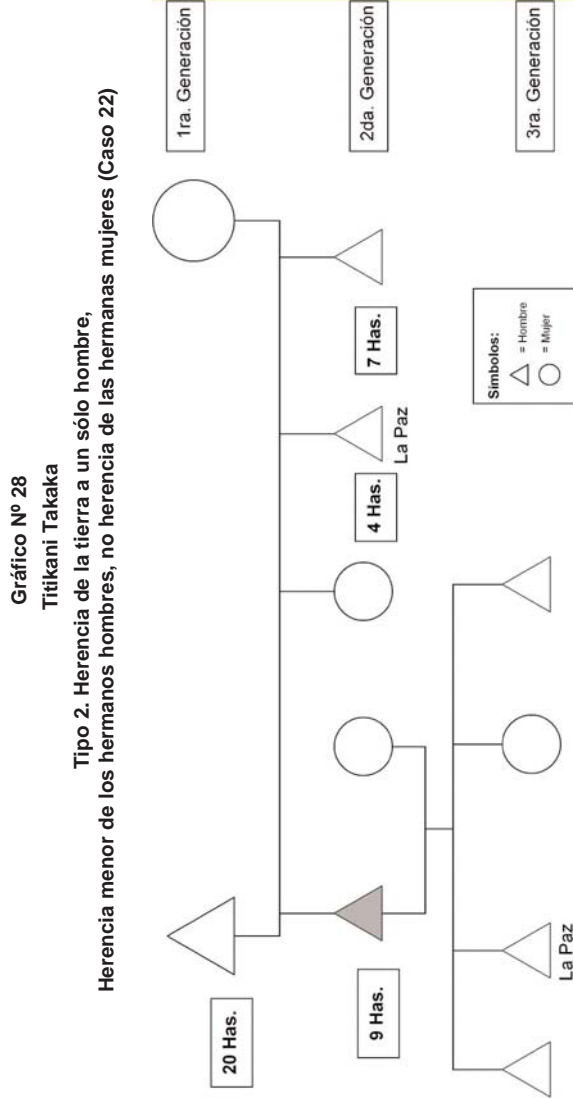 Gráfico Nº 28
Titikani Takaka
Tipo 2. Herencia de la tierra a un sólo hombre,
Herencia menor de los hermanos hombres, no herencia de las hermanas mujeres (Caso 22)
1ra. Generación
20 Has.
2da. Generación
9 Has.
4 Has.
7 Has.
La Paz
3ra. Generación
La Paz
Símbolos:
= Hombre
= Mujer